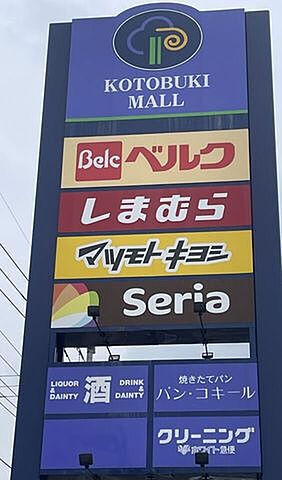 KOTOBUKI
MALL
Belc ベルク
しまむら
マツモトキヨシ
Seria
LIQUOR & DAINTY 酒 DRINK & DAINTY
焼きたてパン
パン・コキール
クリーニング
ホワイト急便